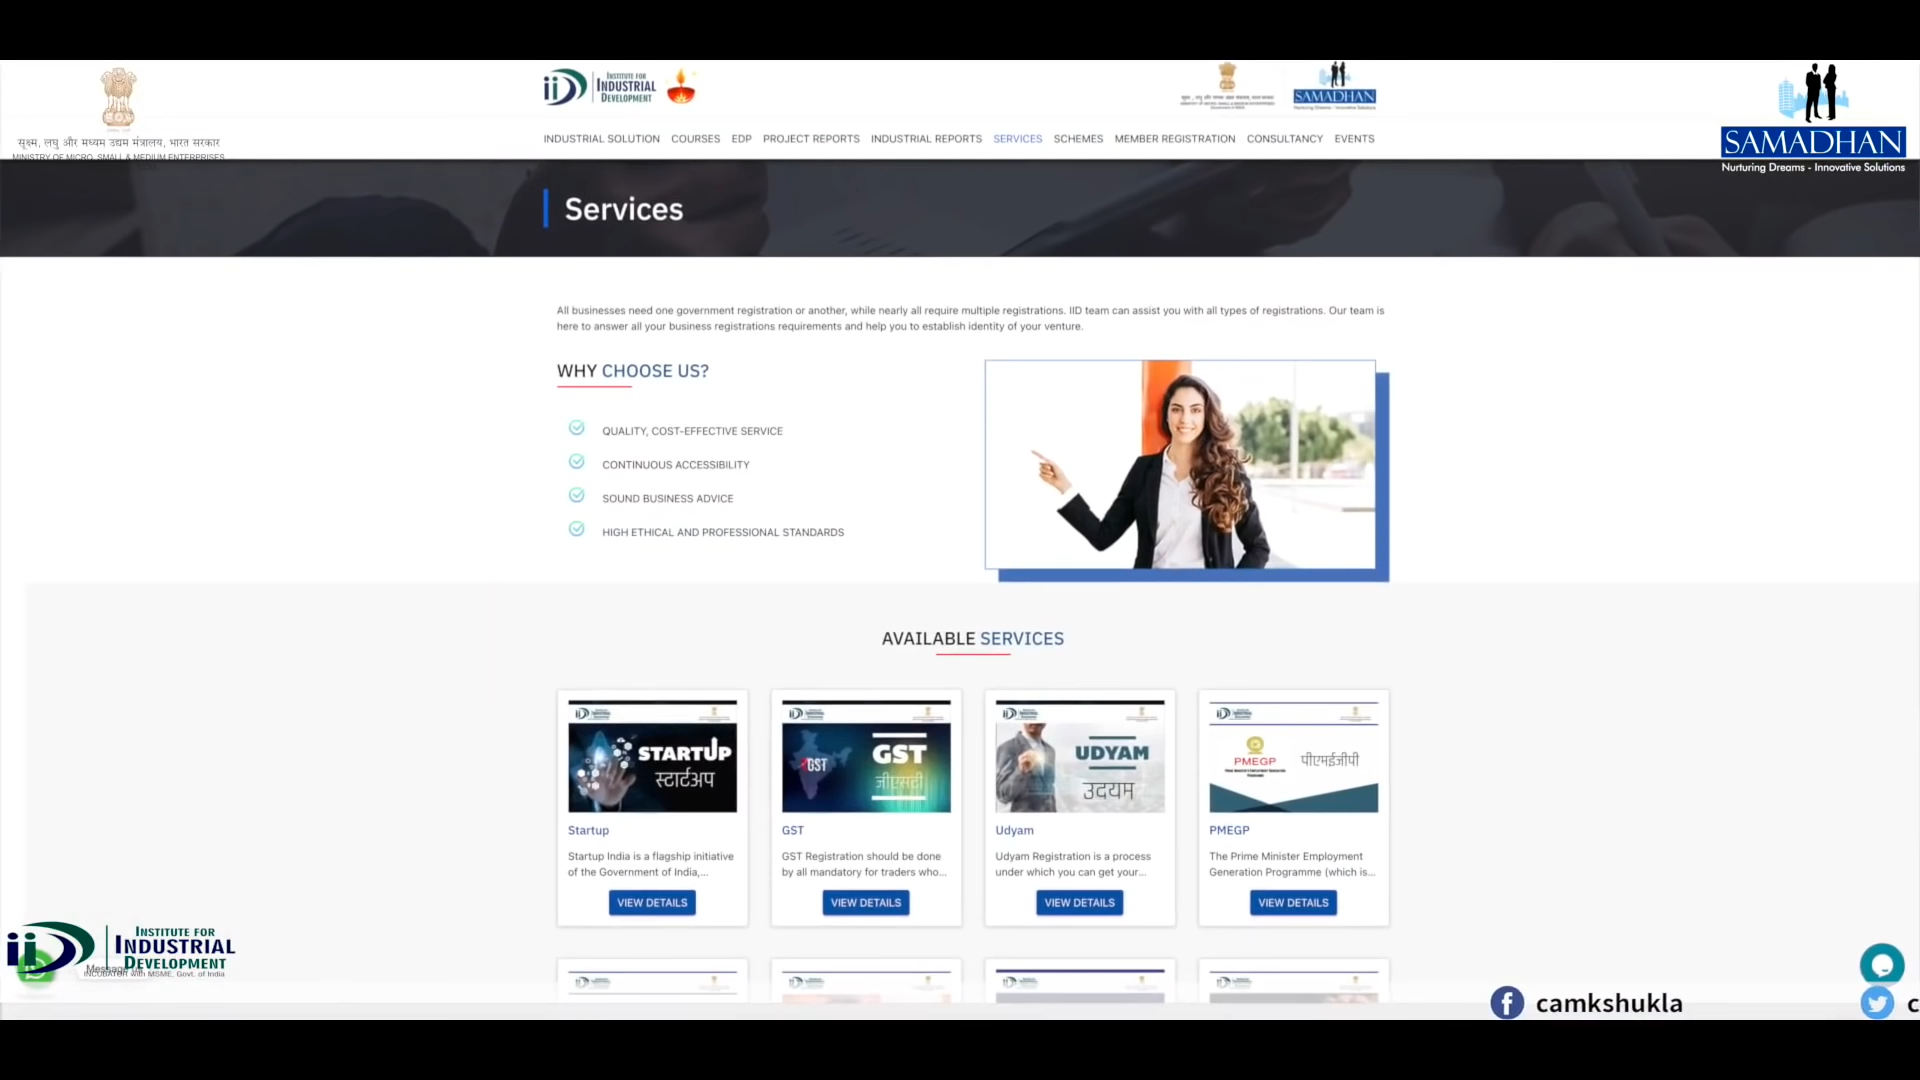 सूक्ष्म, लघु और मध्यम उद्यम मंत्रालय, भारत सरकार
MINISTRY OF MICRO, SMALL & MEDIUM ENTERPRISES
iiD INSTITUTE FOR
INDUSTRIAL
DEVELOPMENT
SAMADHAN
SAMADHAN
Nurturing Dreams - Innovative Solutions
INDUSTRIAL SOLUTION COURSES EDP PROJECT REPORTS INDUSTRIAL REPORTS SERVICES SCHEMES MEMBER REGISTRATION CONSULTANCY EVENTS
Services
All businesses need one government registration or another, while nearly all require multiple registrations. IID team can assist you with all types of registrations. Our team is
here to answer all your business registrations requirements and help you to establish identity of your venture.
WHY CHOOSE US?
QUALITY, COST-EFFECTIVE SERVICE
CONTINUOUS ACCESSIBILITY
SOUND BUSINESS ADVICE
HIGH ETHICAL AND PROFESSIONAL STANDARDS
AVAILABLE SERVICES
STARTUP
स्टार्टअप
Startup
Startup India is a flagship initiative
of the Government of India,...
VIEW DETAILS
GST
GST
जीएसटी
GST
GST Registration should be done
by all mandatory for traders who...
VIEW DETAILS
UDYAM
उदयम
Udyam
Udyam Registration is a process
under which you can get your...
VIEW DETAILS
PMEGP
पीएमईजीपी
PMEGP
The Prime Minister Employment
Generation Programme (which is...
VIEW DETAILS
iiD INSTITUTE FOR
INDUSTRIAL
DEVELOPMENT
INCUBATOR with MSME, Govt. of India
camkshukla
c